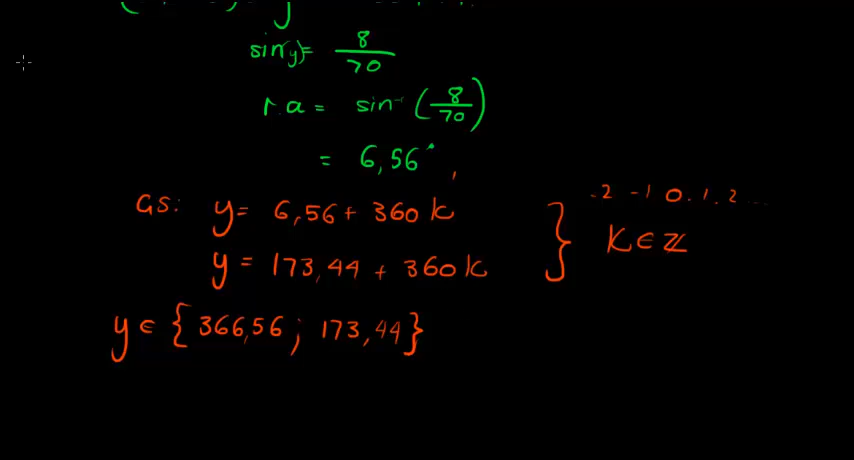 sin(y) = 8/70
r.a = sin⁻¹ (8/70)
= 6,56°
-2 -1 0.1.2...
GS: y = 6,56 + 360k
y = 173,44 + 360k } K ∈ ℤ
y ∈ { 366,56 ; 173,44 }